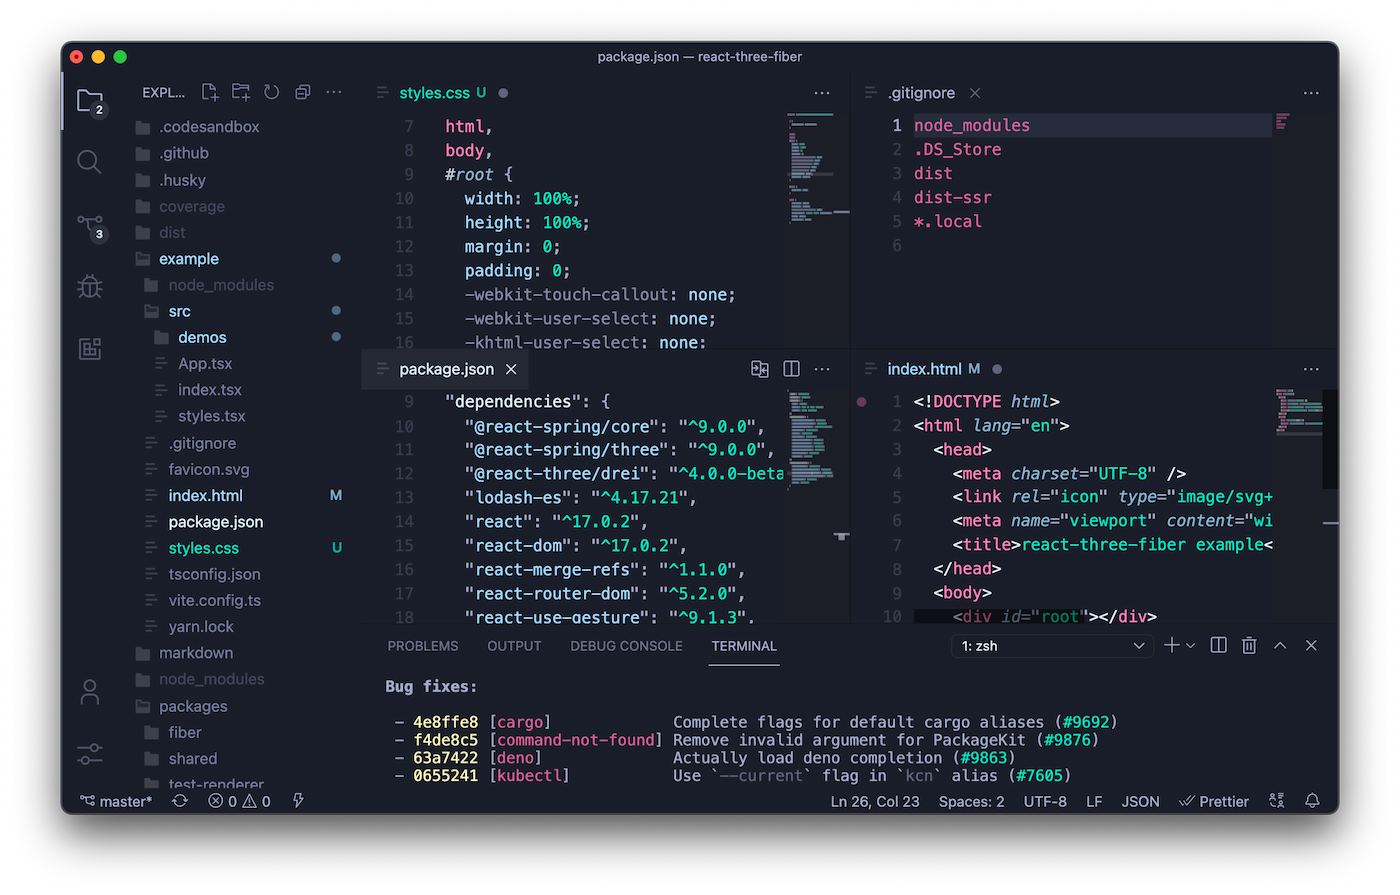 package.json — react-three-fiber
EXPL...
2
3
.codesandbox
.github
.husky
coverage
dist
example
node_modules
src
demos
App.tsx
index.tsx
styles.tsx
.gitignore
favicon.svg
index.html M
package.json
styles.css U
tsconfig.json
vite.config.ts
yarn.lock
markdown
node_modules
packages
fiber
shared
test-renderer
styles.css U
7 html,
8 body,
9 #root {
10 width: 100%;
11 height: 100%;
12 margin: 0;
13 padding: 0;
14 -webkit-touch-callout: none;
15 -webkit-user-select: none;
16 -khtml-user-select: none;
.gitignore
1 node_modules
2 .DS_Store
3 dist
4 dist-ssr
5 *.local
6
package.json
9 "dependencies": {
10 "@react-spring/core": "^9.0.0",
11 "@react-spring/three": "^9.0.0",
12 "@react-three/drei": "^4.0.0-beta
13 "lodash-es": "^4.17.21",
14 "react": "^17.0.2",
15 "react-dom": "^17.0.2",
16 "react-merge-refs": "^1.1.0",
17 "react-router-dom": "^5.2.0",
18 "react-use-gesture": "^9.1.3",
index.html M
1 <!DOCTYPE html>
2 <html lang="en">
3 <head>
4 <meta charset="UTF-8" />
5 <link rel="icon" type="image/svg+
6 <meta name="viewport" content="wi
7 <title>react-three-fiber example<
8 </head>
9 <body>
10 <div id="root"></div>
PROBLEMS OUTPUT DEBUG CONSOLE TERMINAL 1: zsh
Bug fixes:
- 4e8ffe8 [cargo] Complete flags for default cargo aliases (#9692)
- f4de8c5 [command-not-found] Remove invalid argument for PackageKit (#9876)
- 63a7422 [deno] Actually load deno completion (#9863)
- 0655241 [kubectl] Use `--current` flag in `kcn` alias (#7605)
master* 0 0 Ln 26, Col 23 Spaces: 2 UTF-8 LF JSON Prettier